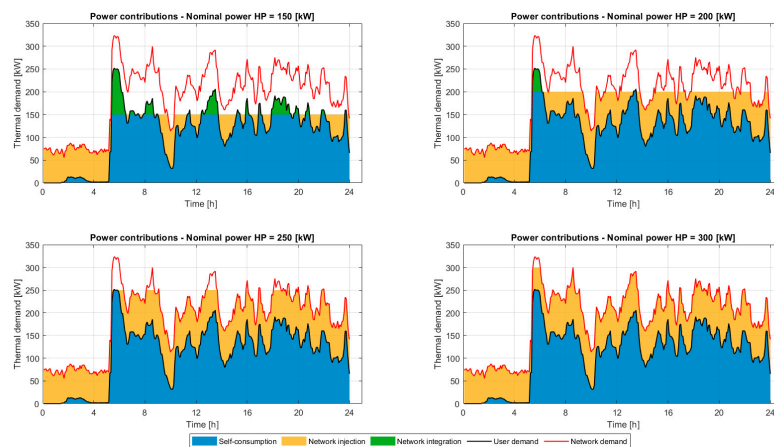 Power contributions - Nominal power HP = 150 [kW]
Thermal demand [kW]
350
300
250
200
150
100
50
0
0 4 8 12 16 20 24
Time [h]
Power contributions - Nominal power HP = 200 [kW]
Thermal demand [kW]
350
300
250
200
150
100
50
0
0 4 8 12 16 20 24
Time [h]
Power contributions - Nominal power HP = 250 [kW]
Thermal demand [kW]
350
300
250
200
150
100
50
0
0 4 8 12 16 20 24
Time [h]
Power contributions - Nominal power HP = 300 [kW]
Thermal demand [kW]
350
300
250
200
150
100
50
0
0 4 8 12 16 20 24
Time [h]
Self-consumption Network injection Network integration User demand Network demand